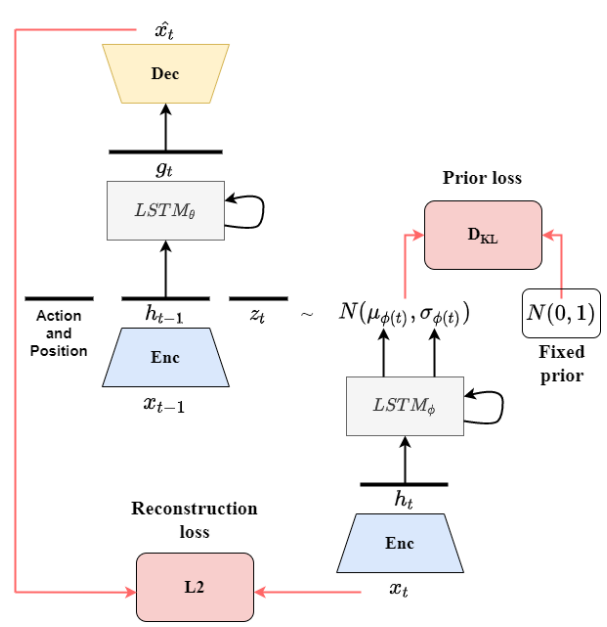 x̂_t
Dec
g_t
LSTM_θ
Prior loss
D_KL
Action
and
Position
h_{t−1}
z_t ~ N(μ_{ϕ(t)}, σ_{ϕ(t)})
N(0, 1)
Fixed
prior
Enc
x_{t−1}
LSTM_ϕ
h_t
Reconstruction
loss
Enc
L2
x_t